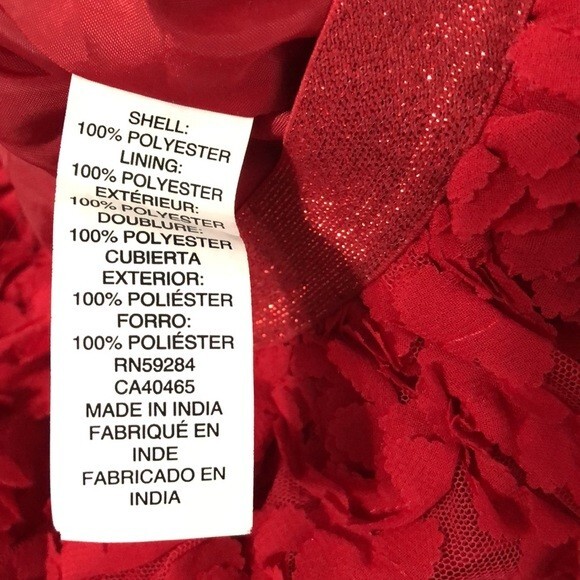 SHELL:
100% POLYESTER
LINING:
100% POLYESTER
EXTÉRIEUR:
100% POLYESTER
DOUBLURE:
100% POLYESTER
CUBIERTA
EXTERIOR:
100% POLIÉSTER
FORRO:
100% POLIÉSTER
RN59284
CA40465
MADE IN INDIA
FABRIQUÉ EN
INDE
FABRICADO EN
INDIA